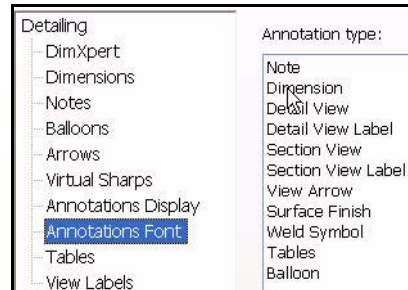 Detailing
DimXpert
Dimensions
Notes
Balloons
Arrows
Virtual Sharps
Annotations Display
Annotations Font
Tables
View Labels
Annotation type:
Note
Dimension
Detail View
Detail View Label
Section View
Section View Label
View Arrow
Surface Finish
Weld Symbol
Tables
Balloon